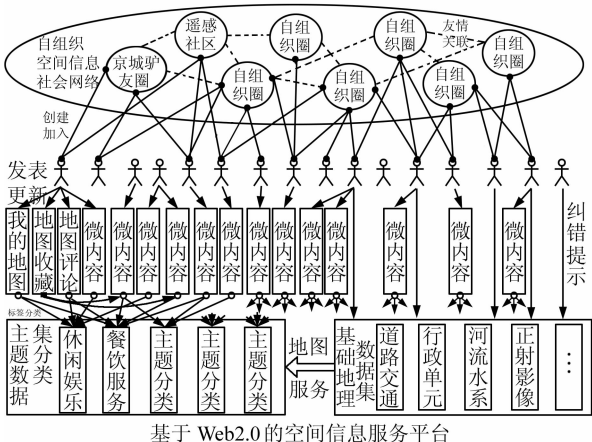 自组织
空间信息
社会网络
遥感
社区
京城驴
友圈
自组
织圈
自组
织圈
自组
织圈
自组
织圈
自组
织圈
自组
织圈
友情
关联
创建
加入
发表
更新
我的地图
地图收藏
地图评论
微内容
微内容
微内容
微内容
微内容
微内容
微内容
微内容
微内容
微内容
微内容
微内容
微内容
纠错提示
标签分类
主题数据
集分类
休闲娱乐
餐饮服务
主题分类
主题分类
主题分类
地图
服务
基础地理
数据集
道路交通
行政单元
河流水系
正射影像
⋮
基于 Web2.0 的空间信息服务平台